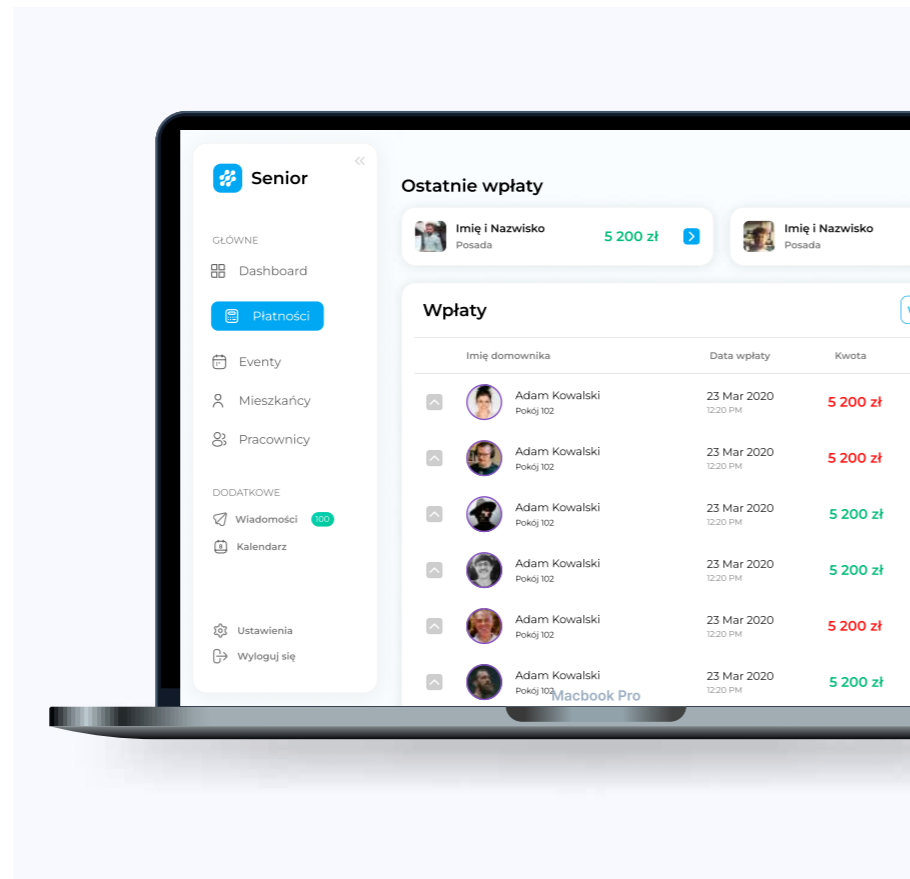 Senior
GŁÓWNE
Dashboard
Płatności
Eventy
Mieszkańcy
Pracownicy
DODATKOWE
Wiadomości 100
8
Kalendarz
Ustawienia
Wyloguj się
Ostatnie wpłaty
Imię i Nazwisko
Posada
5 200 zł
Imię i Nazwisko
Posada
Wpłaty
Imię domownika Data wpłaty Kwota
Adam Kowalski 23 Mar 2020 5 200 zł
Pokój 102 12:20 PM
Adam Kowalski 23 Mar 2020 5 200 zł
Pokój 102 12:20 PM
Adam Kowalski 23 Mar 2020 5 200 zł
Pokój 102 12:20 PM
Adam Kowalski 23 Mar 2020 5 200 zł
Pokój 102 12:20 PM
Adam Kowalski 23 Mar 2020 5 200 zł
Pokój 102 12:20 PM
Adam Kowalski 23 Mar 2020 5 200 zł
Pokój 102 12:20 PM
Macbook Pro